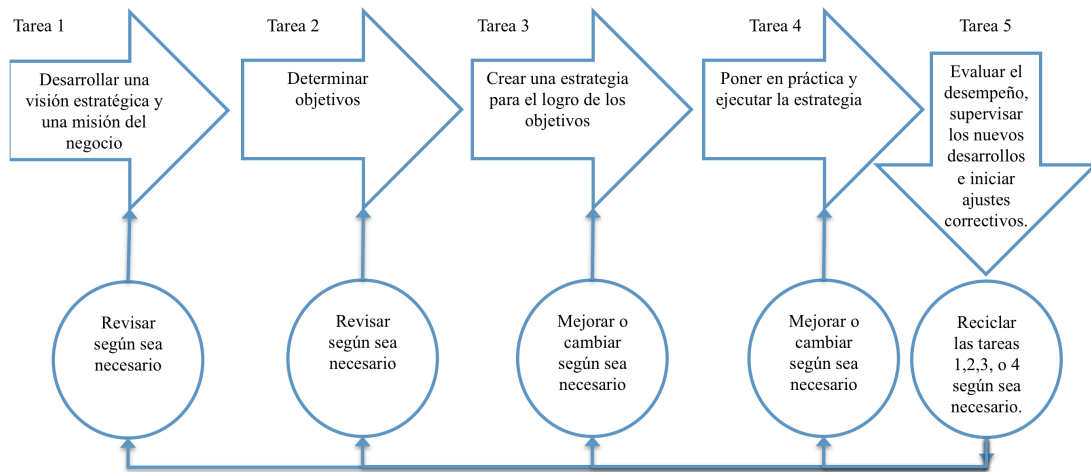 Tarea 1
Tarea 2
Tarea 3
Tarea 4
Tarea 5
Desarrollar una
visión estratégica y
una misión del
negocio
Determinar
objetivos
Crear una estrategia
para el logro de los
objetivos
Poner en práctica y
ejecutar la estrategia
Evaluar el
desempeño,
supervisar
los nuevos
desarrollos
e iniciar
ajustes
correctivos.
Revisar
según sea
necesario
Revisar
según sea
necesario
Mejorar o
cambiar
según sea
necesario
Mejorar o
cambiar
según sea
necesario
Reciclar
las tareas
1,2,3, o 4
según sea
necesario.